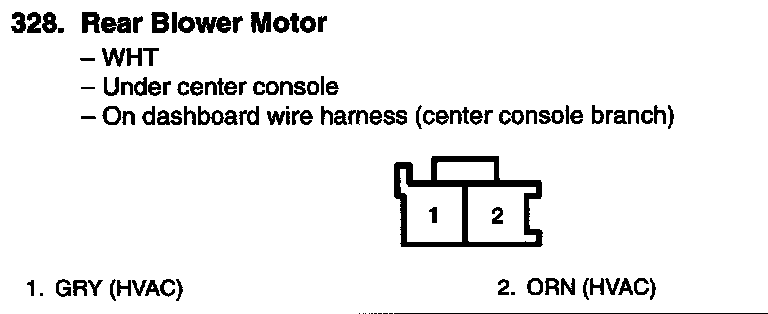 328. Rear Blower Motor
– WHT
– Under center console
– On dashboard wire harness (center console branch)
1 2
1. GRY (HVAC) 2. ORN (HVAC)